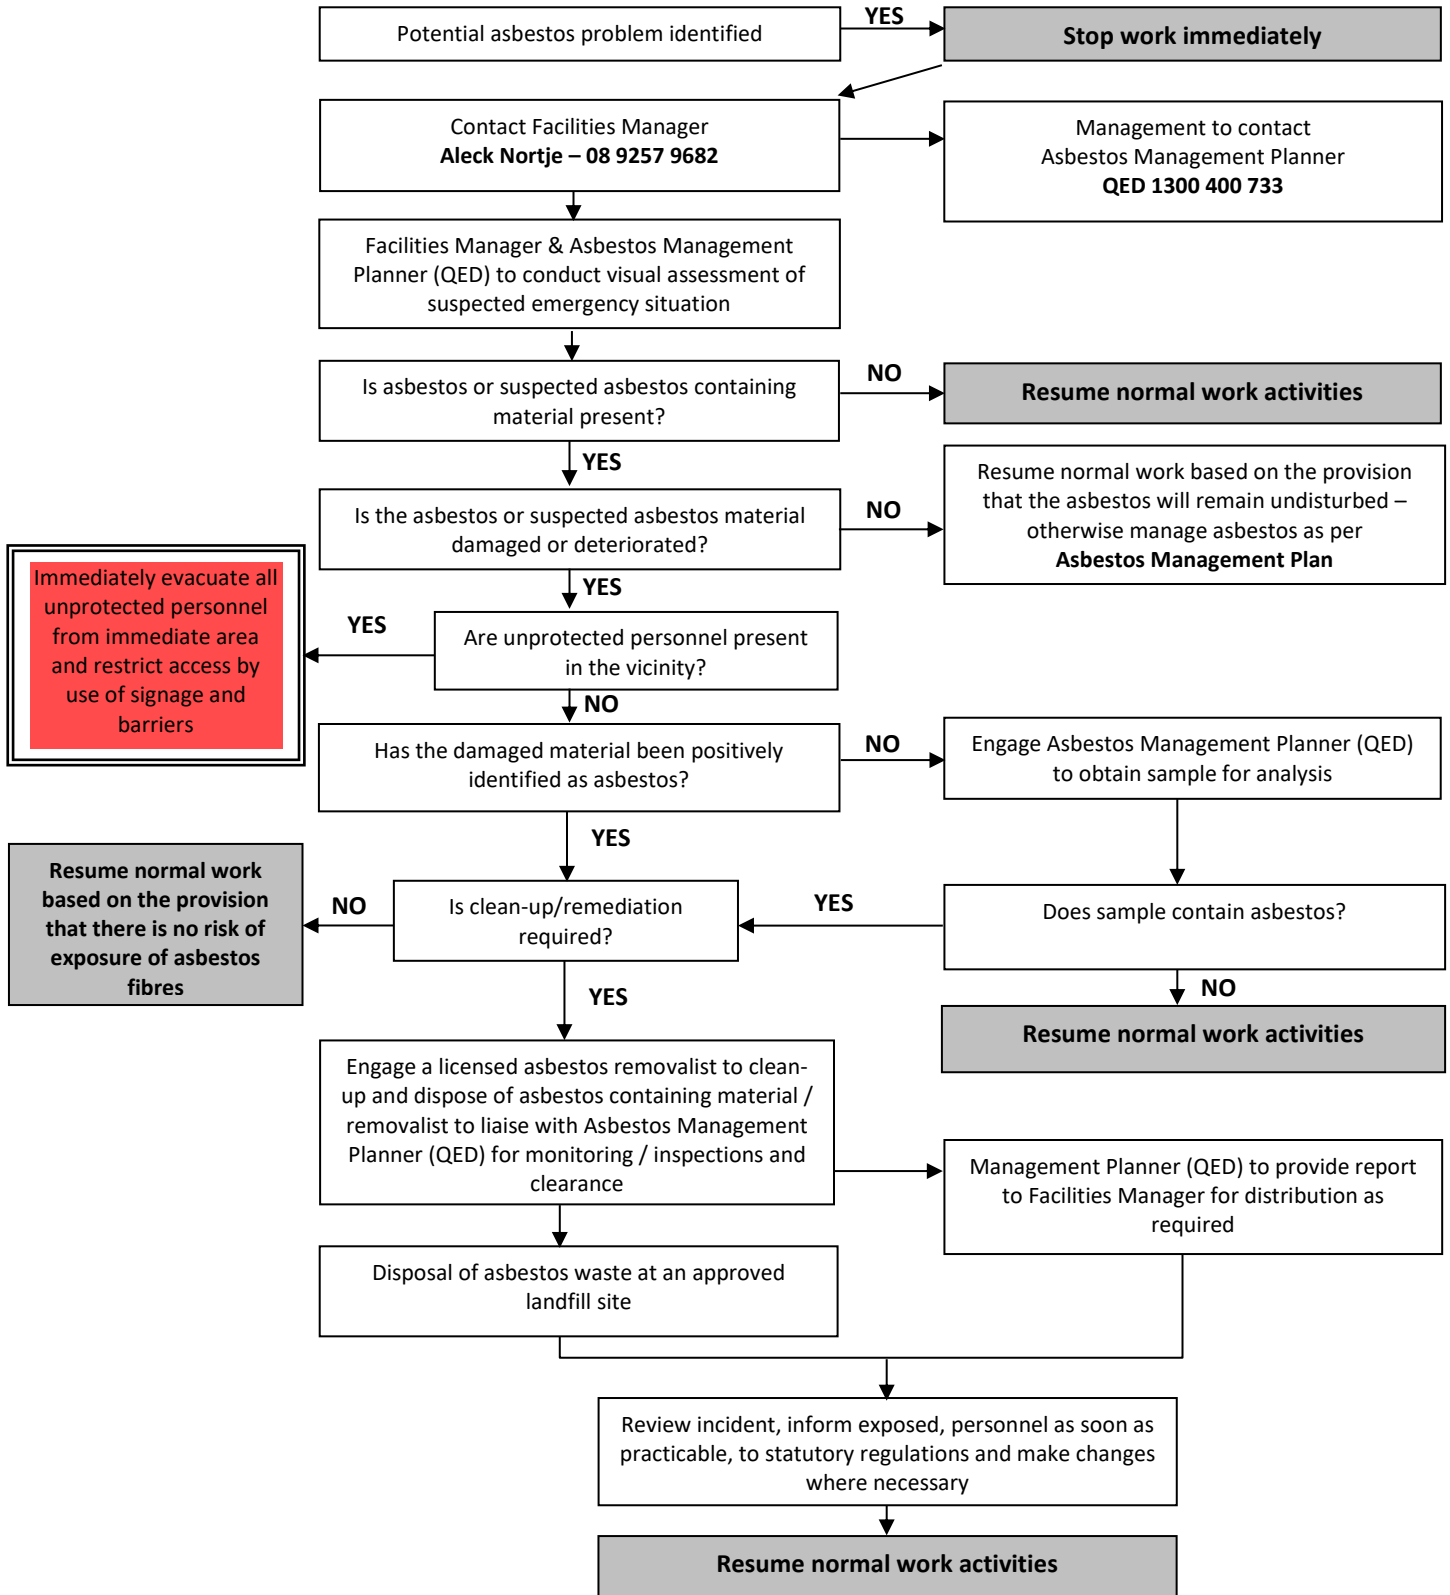 Potential asbestos problem identified
YES
Stop work immediately
Contact Facilities Manager
Aleck Nortje – 08 9257 9682
Management to contact
Asbestos Management Planner
QED 1300 400 733
Facilities Manager & Asbestos Management
Planner (QED) to conduct visual assessment of
suspected emergency situation
Is asbestos or suspected asbestos containing
material present?
NO
Resume normal work activities
YES
Is the asbestos or suspected asbestos material
damaged or deteriorated?
NO
Resume normal work based on the provision
that the asbestos will remain undisturbed –
otherwise manage asbestos as per
Asbestos Management Plan
YES
Are unprotected personnel present
in the vicinity?
YES
Immediately evacuate all
unprotected personnel
from immediate area
and restrict access by
use of signage and
barriers
NO
Has the damaged material been positively
identified as asbestos?
NO
Engage Asbestos Management Planner (QED)
to obtain sample for analysis
YES
Is clean-up/remediation
required?
NO
Resume normal work
based on the provision
that there is no risk of
exposure of asbestos
fibres
YES
Does sample contain asbestos?
NO
Resume normal work activities
YES
Engage a licensed asbestos removalist to clean-
up and dispose of asbestos containing material /
removalist to liaise with Asbestos Management
Planner (QED) for monitoring / inspections and
clearance
Management Planner (QED) to provide report
to Facilities Manager for distribution as
required
Disposal of asbestos waste at an approved
landfill site
Review incident, inform exposed, personnel as soon as
practicable, to statutory regulations and make changes
where necessary
Resume normal work activities